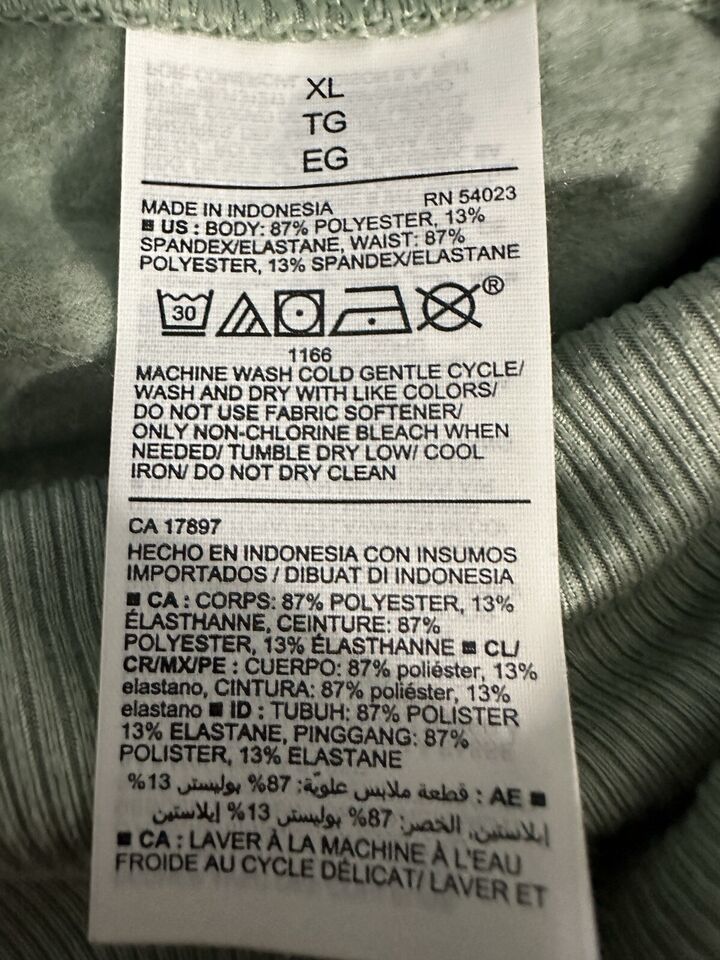 XL
TG
EG
MADE IN INDONESIA RN 54023
US : BODY: 87% POLYESTER, 13%
SPANDEX/ELASTANE, WAIST: 87%
POLYESTER, 13% SPANDEX/ELASTANE
30 ®
1166
MACHINE WASH COLD GENTLE CYCLE/
WASH AND DRY WITH LIKE COLORS/
DO NOT USE FABRIC SOFTENER/
ONLY NON-CHLORINE BLEACH WHEN
NEEDED/ TUMBLE DRY LOW/ COOL
IRON/ DO NOT DRY CLEAN
CA 17897
HECHO EN INDONESIA CON INSUMOS
IMPORTADOS / DIBUAT DI INDONESIA
■ CA : CORPS: 87% POLYESTER, 13%
ÉLASTHANNE, CEINTURE: 87%
POLYESTER, 13% ÉLASTHANNE ■ CL/
CR/MX/PE : CUERPO: 87% poliéster, 13%
elastano, CINTURA: 87% poliéster, 13%
elastano ■ ID : TUBUH: 87% POLISTER
13% ELASTANE, PINGGANG: 87%
POLISTER, 13% ELASTANE
■ AE : قطعة ملابس علويّة: 87% بوليستر 13%
إيلاستين, الخصر: 87% بوليستر 13% إيلاستين
■ CA : LAVER À LA MACHINE À L'EAU
FROIDE AU CYCLE DÉLICAT/ LAVER ET